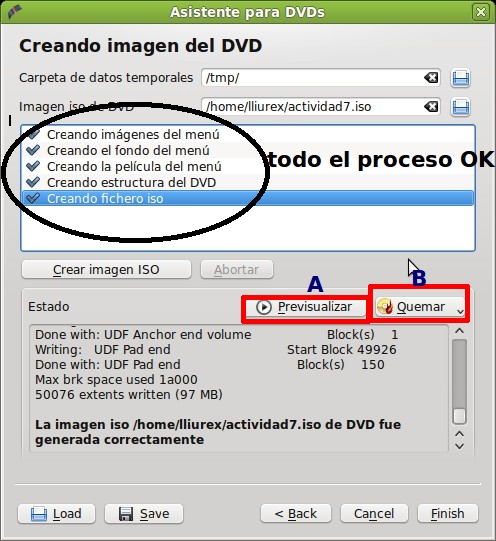 Asistente para DVDs
Creando imagen del DVD
Carpeta de datos temporales /tmp/
Imagen iso de DVD /home/lliurex/actividad7.iso
Creando imágenes del menú
Creando el fondo del menú
Creando la película del menú
Creando estructura del DVD
Creando fichero iso
todo el proceso OK
Crear imagen ISO Abortar
A B
Estado Previsualizar Quemar
Done with: UDF Anchor end volume Block(s) 1
Writing: UDF Pad end Start Block 49926
Done with: UDF Pad end Block(s) 150
Max brk space used 1a000
50076 extents written (97 MB)
La imagen iso /home/lliurex/actividad7.iso de DVD fue
generada correctamente
Load Save < Back Cancel Finish